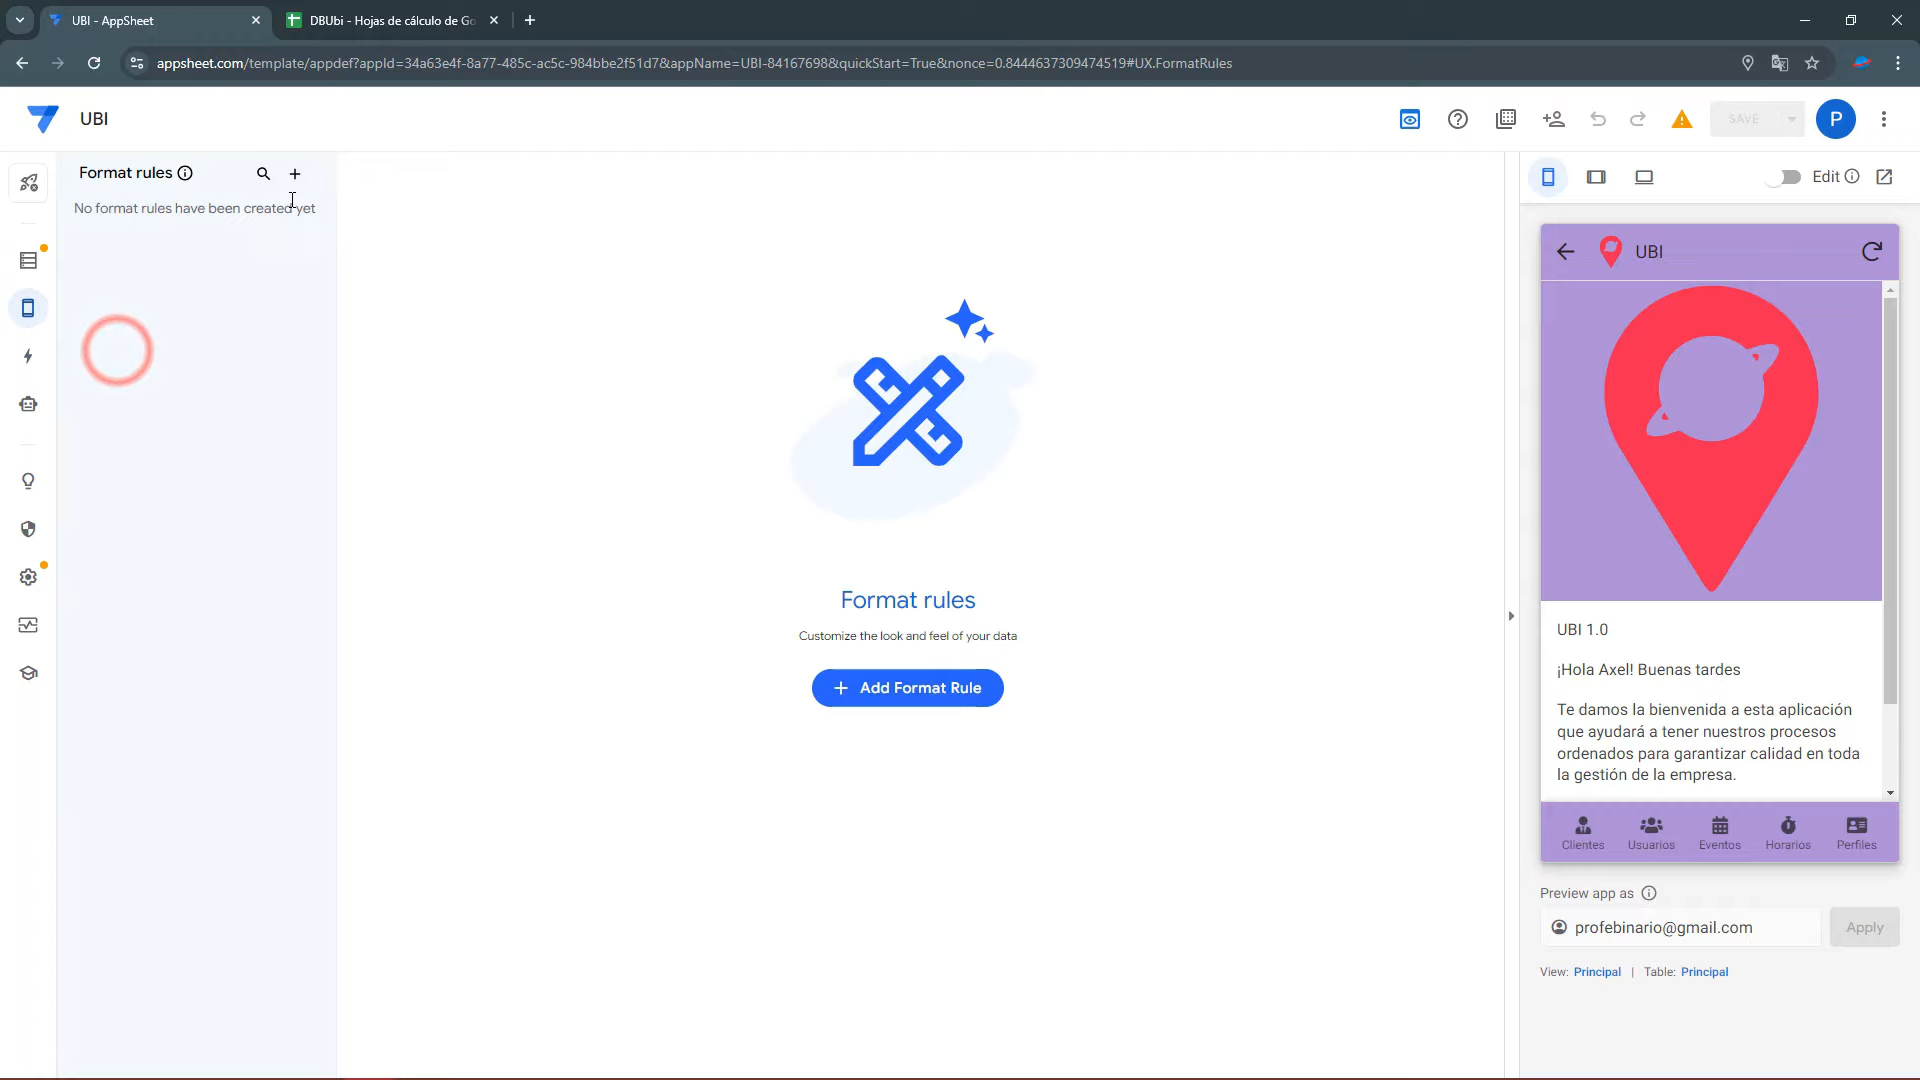 UBI - AppSheet
DBUbi - Hojas de cálculo de Go
appsheet.com/template/appdef?appId=34a63e4f-8a77-485c-ac5c-984bbe2f51d7&appName=UBI-84167698&quickStart=True&nonce=0.8444637309474519#UX.FormatRules
UBI
SAVE
P
Format rules
No format rules have been created yet
Format rules
Customize the look and feel of your data
Add Format Rule
Edit
UBI
UBI 1.0
¡Hola Axel! Buenas tardes
Te damos la bienvenida a esta aplicación
que ayudará a tener nuestros procesos
ordenados para garantizar calidad en toda
la gestión de la empresa.
Clientes Usuarios Eventos Horarios Perfiles
Preview app as
profebinario@gmail.com
Apply
View: Principal | Table: Principal